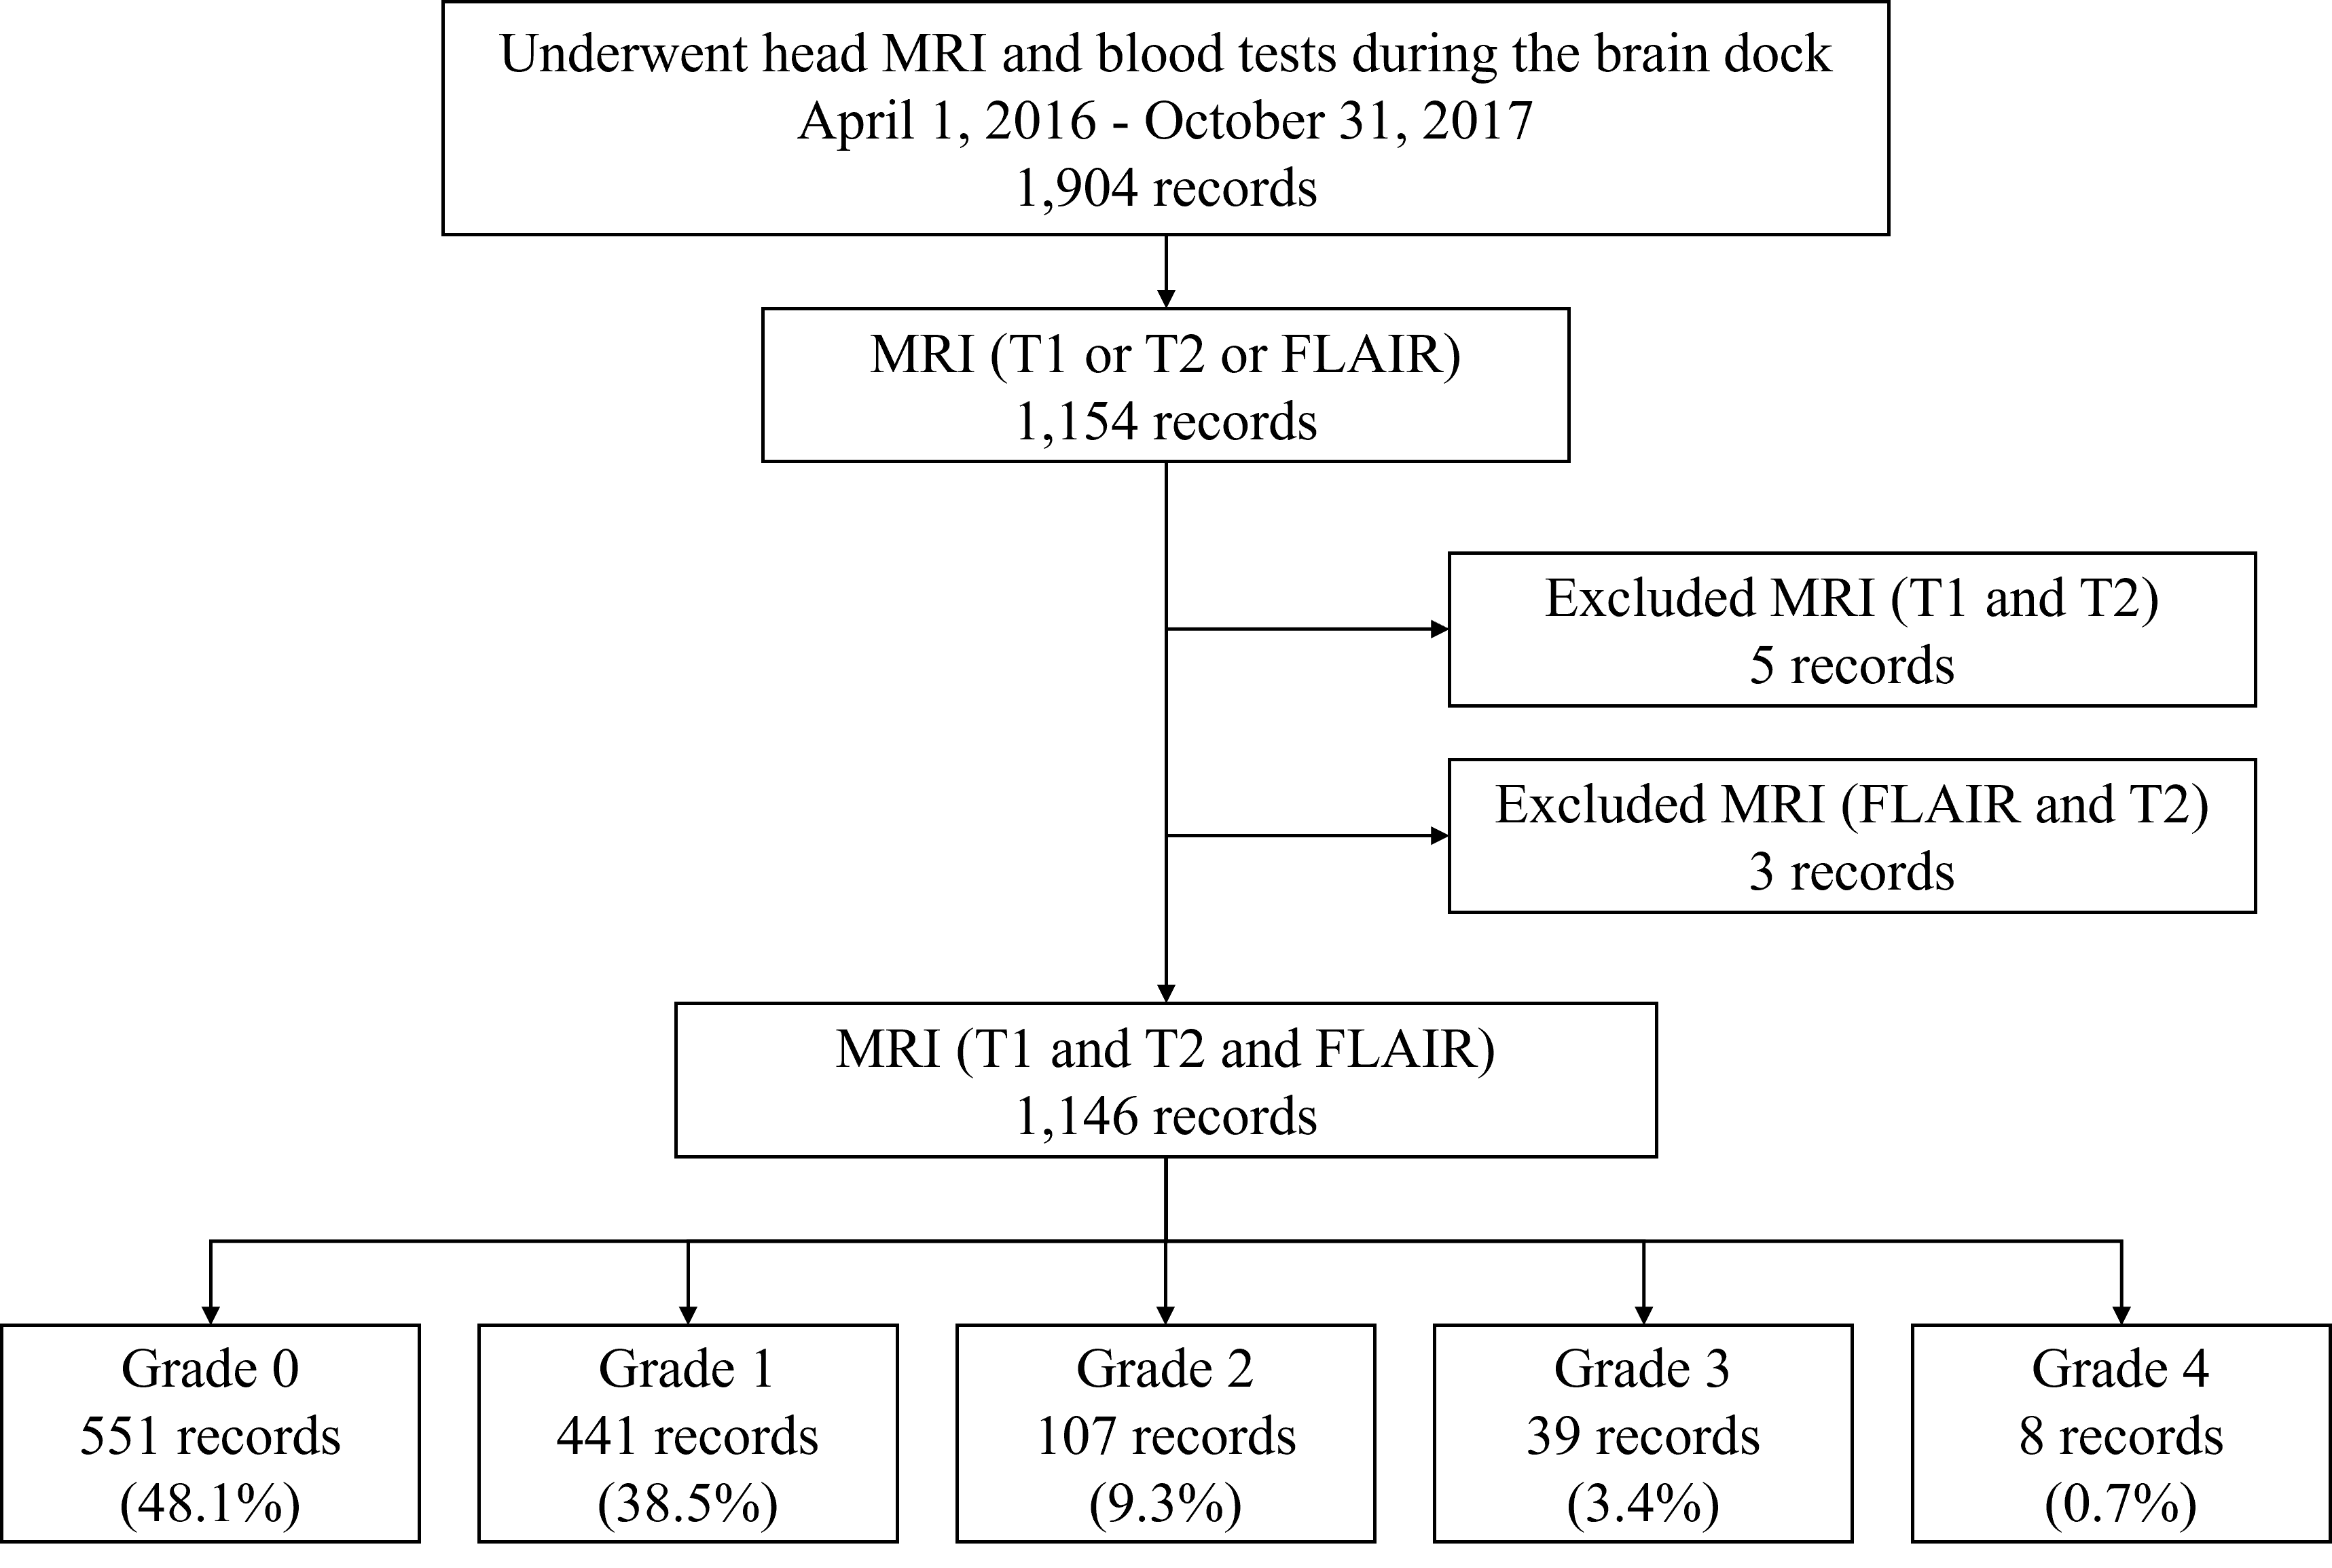 Underwent head MRI and blood tests during the brain dock
April 1, 2016 - October 31, 2017
1,904 records
MRI (T1 or T2 or FLAIR)
1,154 records
Excluded MRI (T1 and T2)
5 records
Excluded MRI (FLAIR and T2)
3 records
MRI (T1 and T2 and FLAIR)
1,146 records
Grade 0
551 records
(48.1%)
Grade 1
441 records
(38.5%)
Grade 2
107 records
(9.3%)
Grade 3
39 records
(3.4%)
Grade 4
8 records
(0.7%)